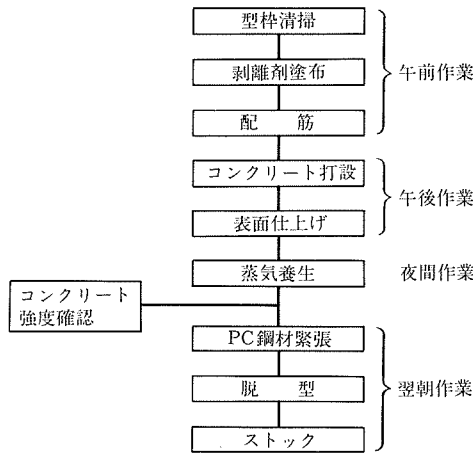 型枠清掃
剥離剤塗布
午前作業
配 筋
コンクリート打設
午後作業
表面仕上げ
蒸気養生
夜間作業
コンクリート
強度確認
PC鋼材緊張
脱 型
翌朝作業
ストック